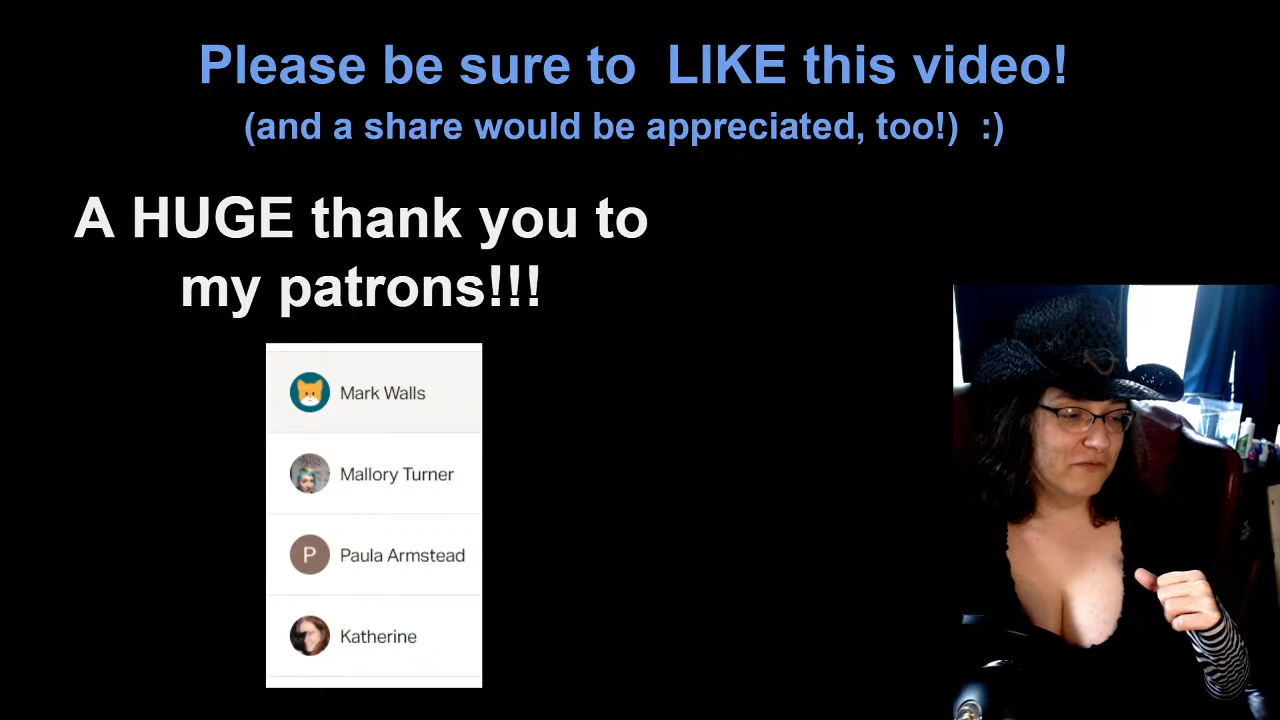 Please be sure to  LIKE this video!
(and a share would be appreciated, too!)  :)
A HUGE thank you to
my patrons!!!
Mark Walls
Mallory Turner
P
Paula Armstead
Katherine